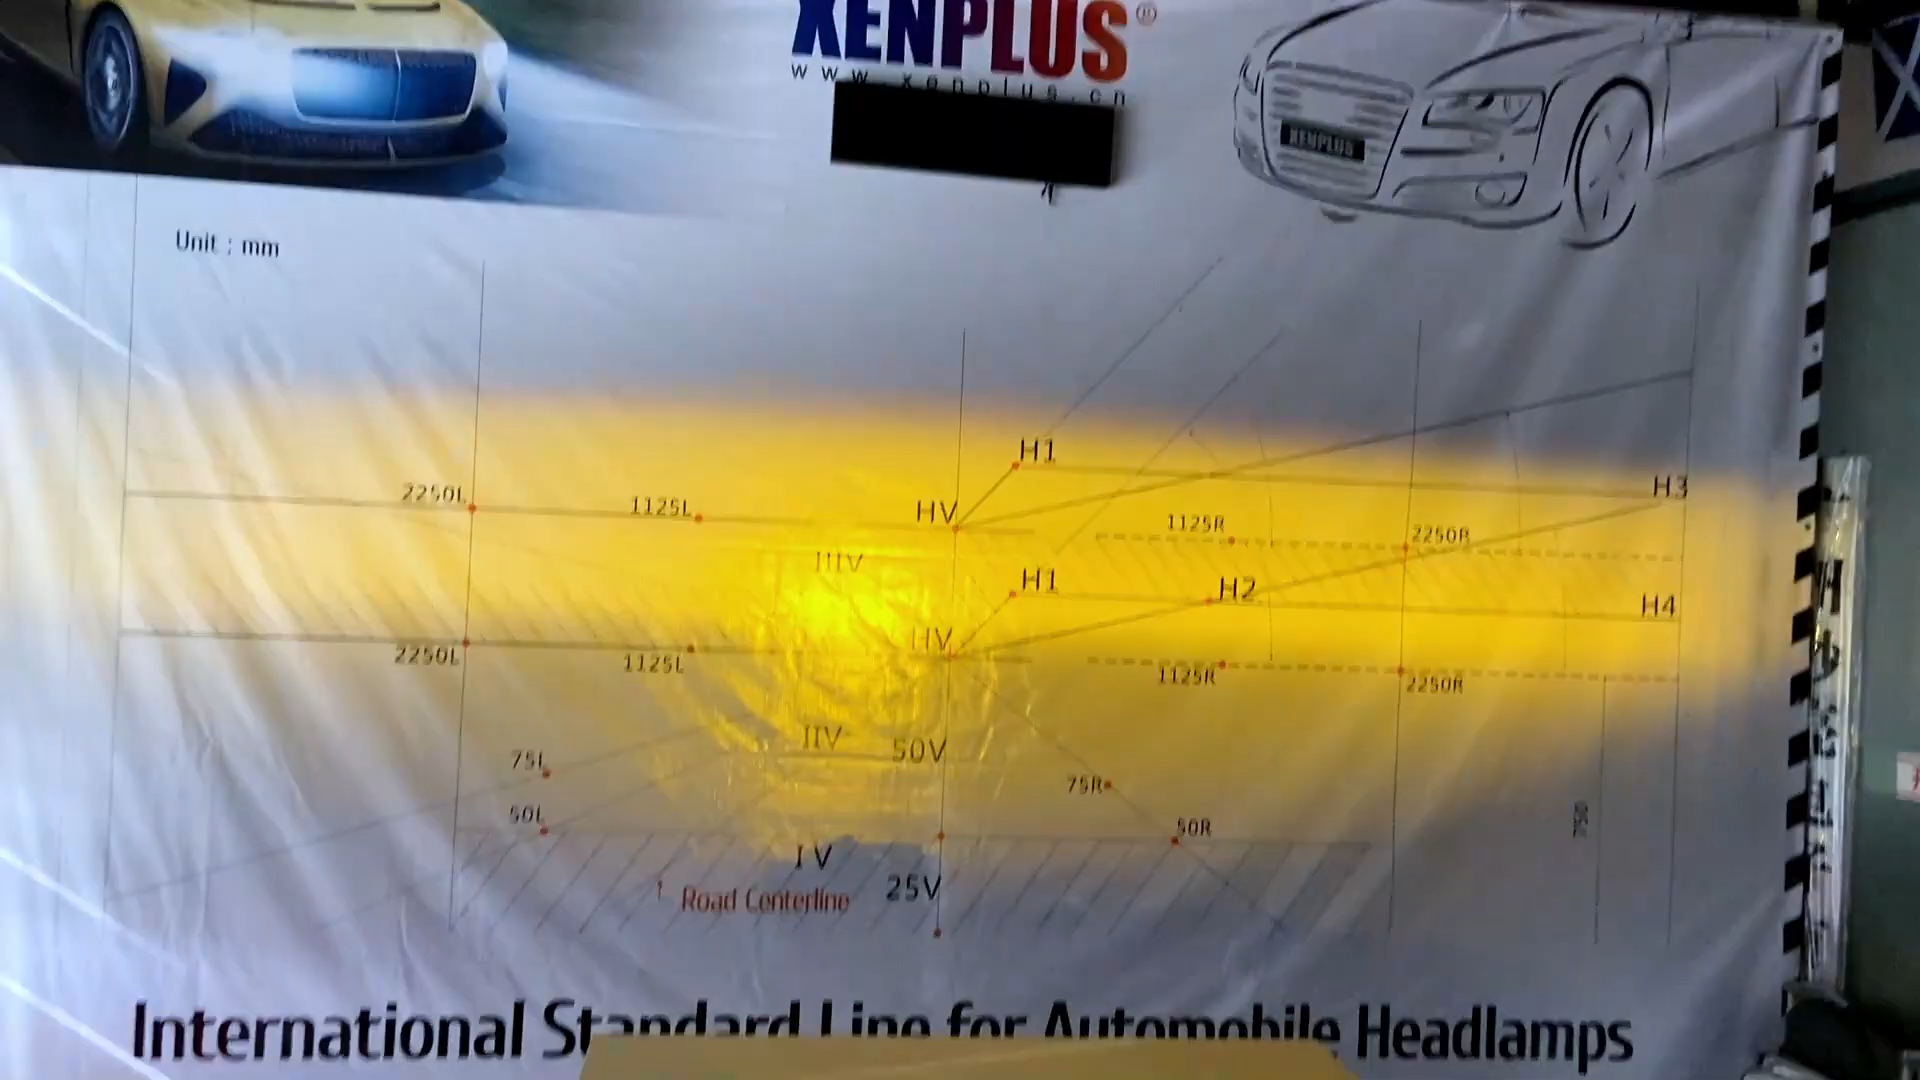 XENPLUS®
www.xenplus.cn
XENPLUS
Unit : mm
H1
2250L
1125L
HV
1125R
2250R
H3
IIIV
H1
H2
H4
2250L
1125L
HV
1125R
2250R
75L
IIV
50V
75R
50L
50R
750
IV
25V
↑ Road Centerline
International Standard Line for Automobile Headlamps